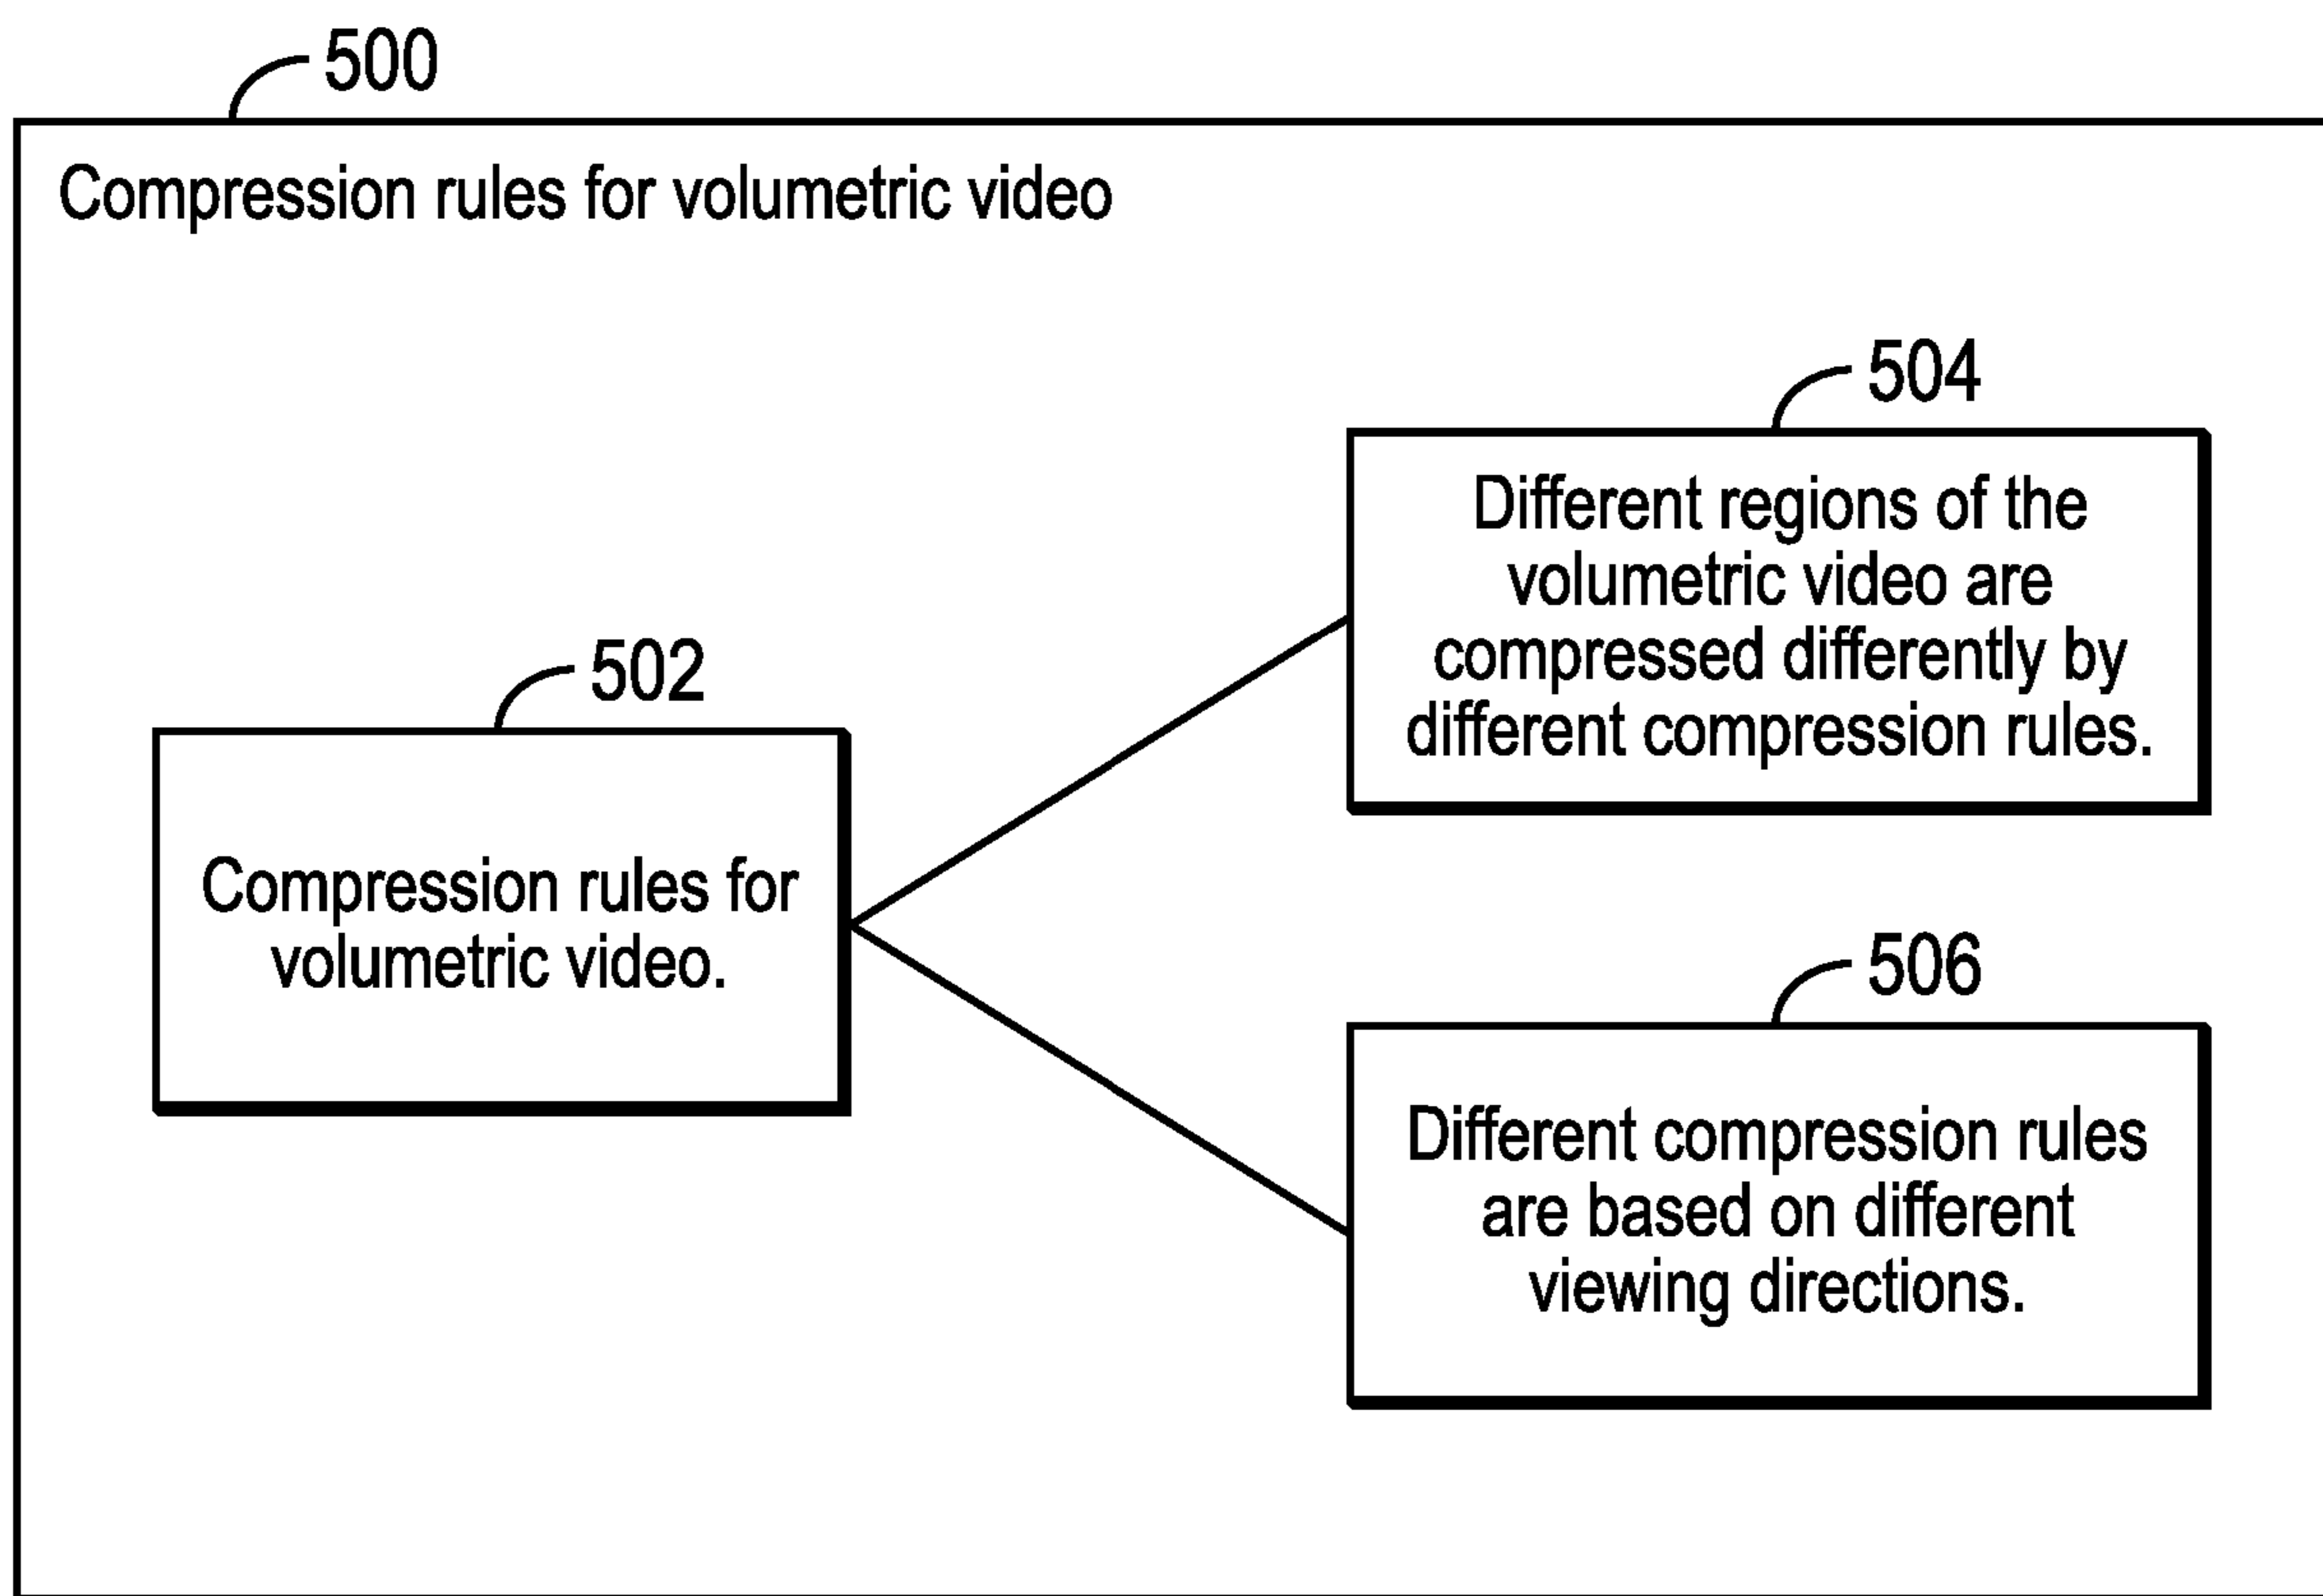 500
Compression rules for volumetric video
504
Different regions of the
volumetric video are
compressed differently by
different compression rules.
502
Compression rules for
volumetric video.
506
Different compression rules
are based on different
viewing directions.